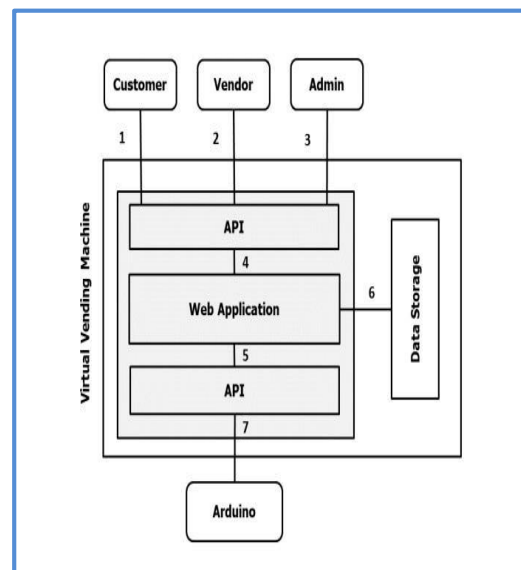 Customer
Vendor
Admin
1
2
3
Virtual Vending Machine
API
4
Web Application
6
Data Storage
5
API
7
Arduino